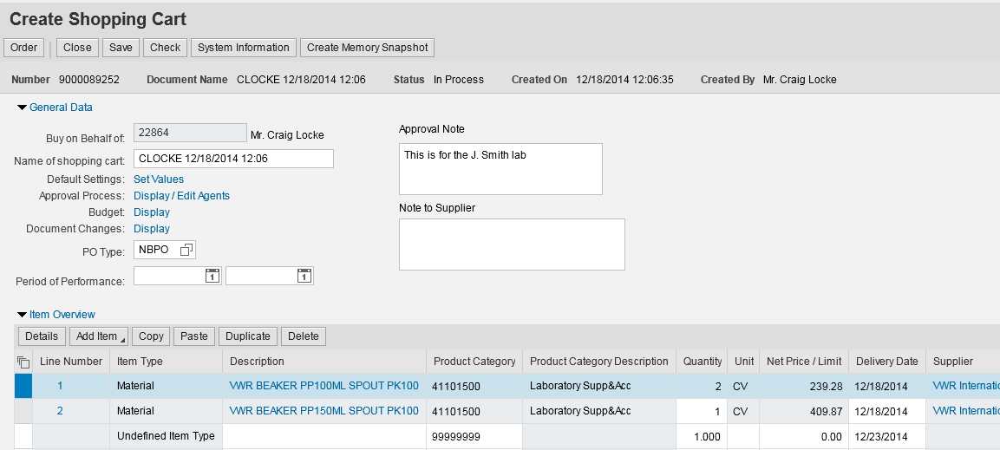 Create Shopping Cart
Order Close Save Check System Information Create Memory Snapshot
Number 9000089252 Document Name CLOCKE 12/18/2014 12:06 Status In Process Created On 12/18/2014 12:06:35 Created By Mr. Craig Locke
General Data
Buy on Behalf of: 22864 Mr. Craig Locke
Name of shopping cart: CLOCKE 12/18/2014 12:06
Default Settings: Set Values
Approval Process: Display / Edit Agents
Budget: Display
Document Changes: Display
PO Type: NBPO
Period of Performance: 1 1
Approval Note
This is for the J. Smith lab
Note to Supplier
Item Overview
Details Add Item Copy Paste Duplicate Delete
Line Number Item Type Description Product Category Product Category Description Quantity Unit Net Price / Limit Delivery Date Supplier
1 Material VWR BEAKER PP100ML SPOUT PK100 41101500 Laboratory Supp&Acc 2 CV 239.28 12/18/2014 VWR Internatio
2 Material VWR BEAKER PP150ML SPOUT PK100 41101500 Laboratory Supp&Acc 1 CV 409.87 12/18/2014 VWR Internatio
Undefined Item Type 99999999 1.000 0.00 12/23/2014